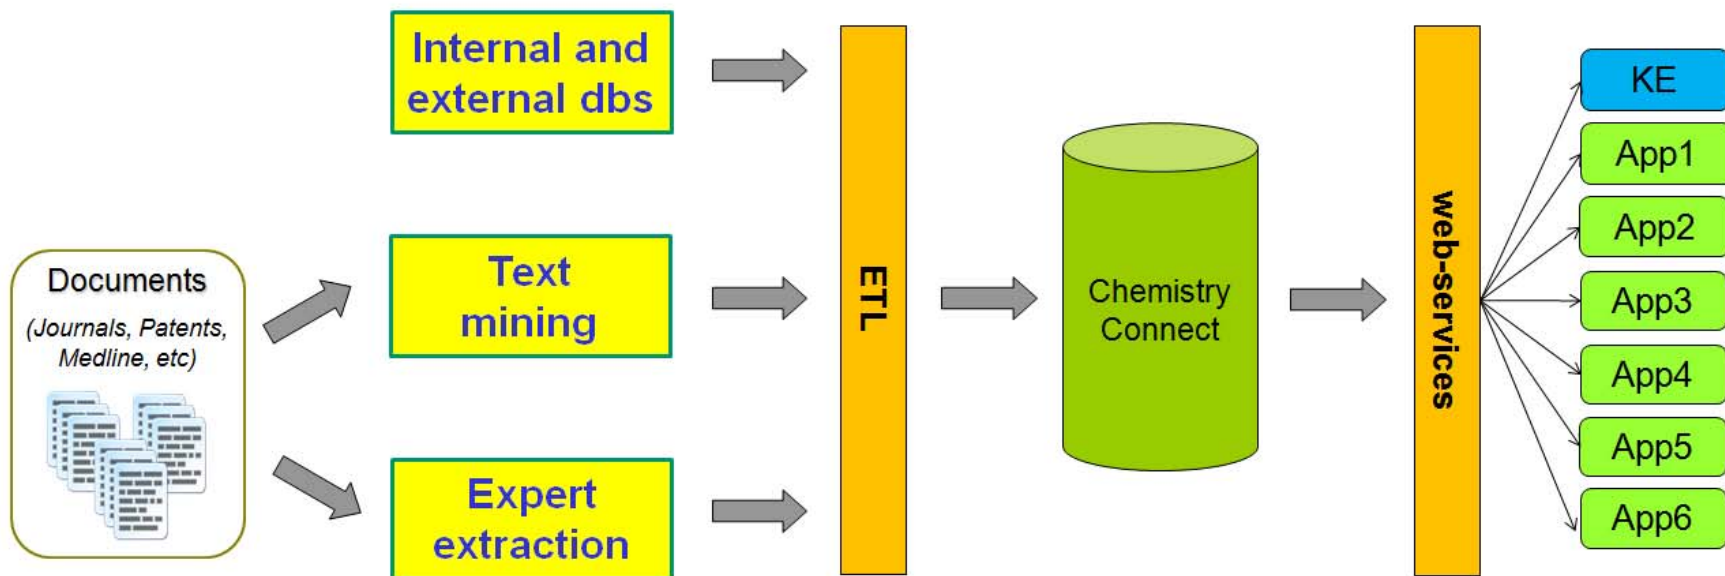 Internal and
external dbs
Documents
(Journals, Patents,
Medline, etc)
Text
mining
Expert
extraction
ETL
Chemistry
Connect
web-services
KE
App1
App2
App3
App4
App5
App6